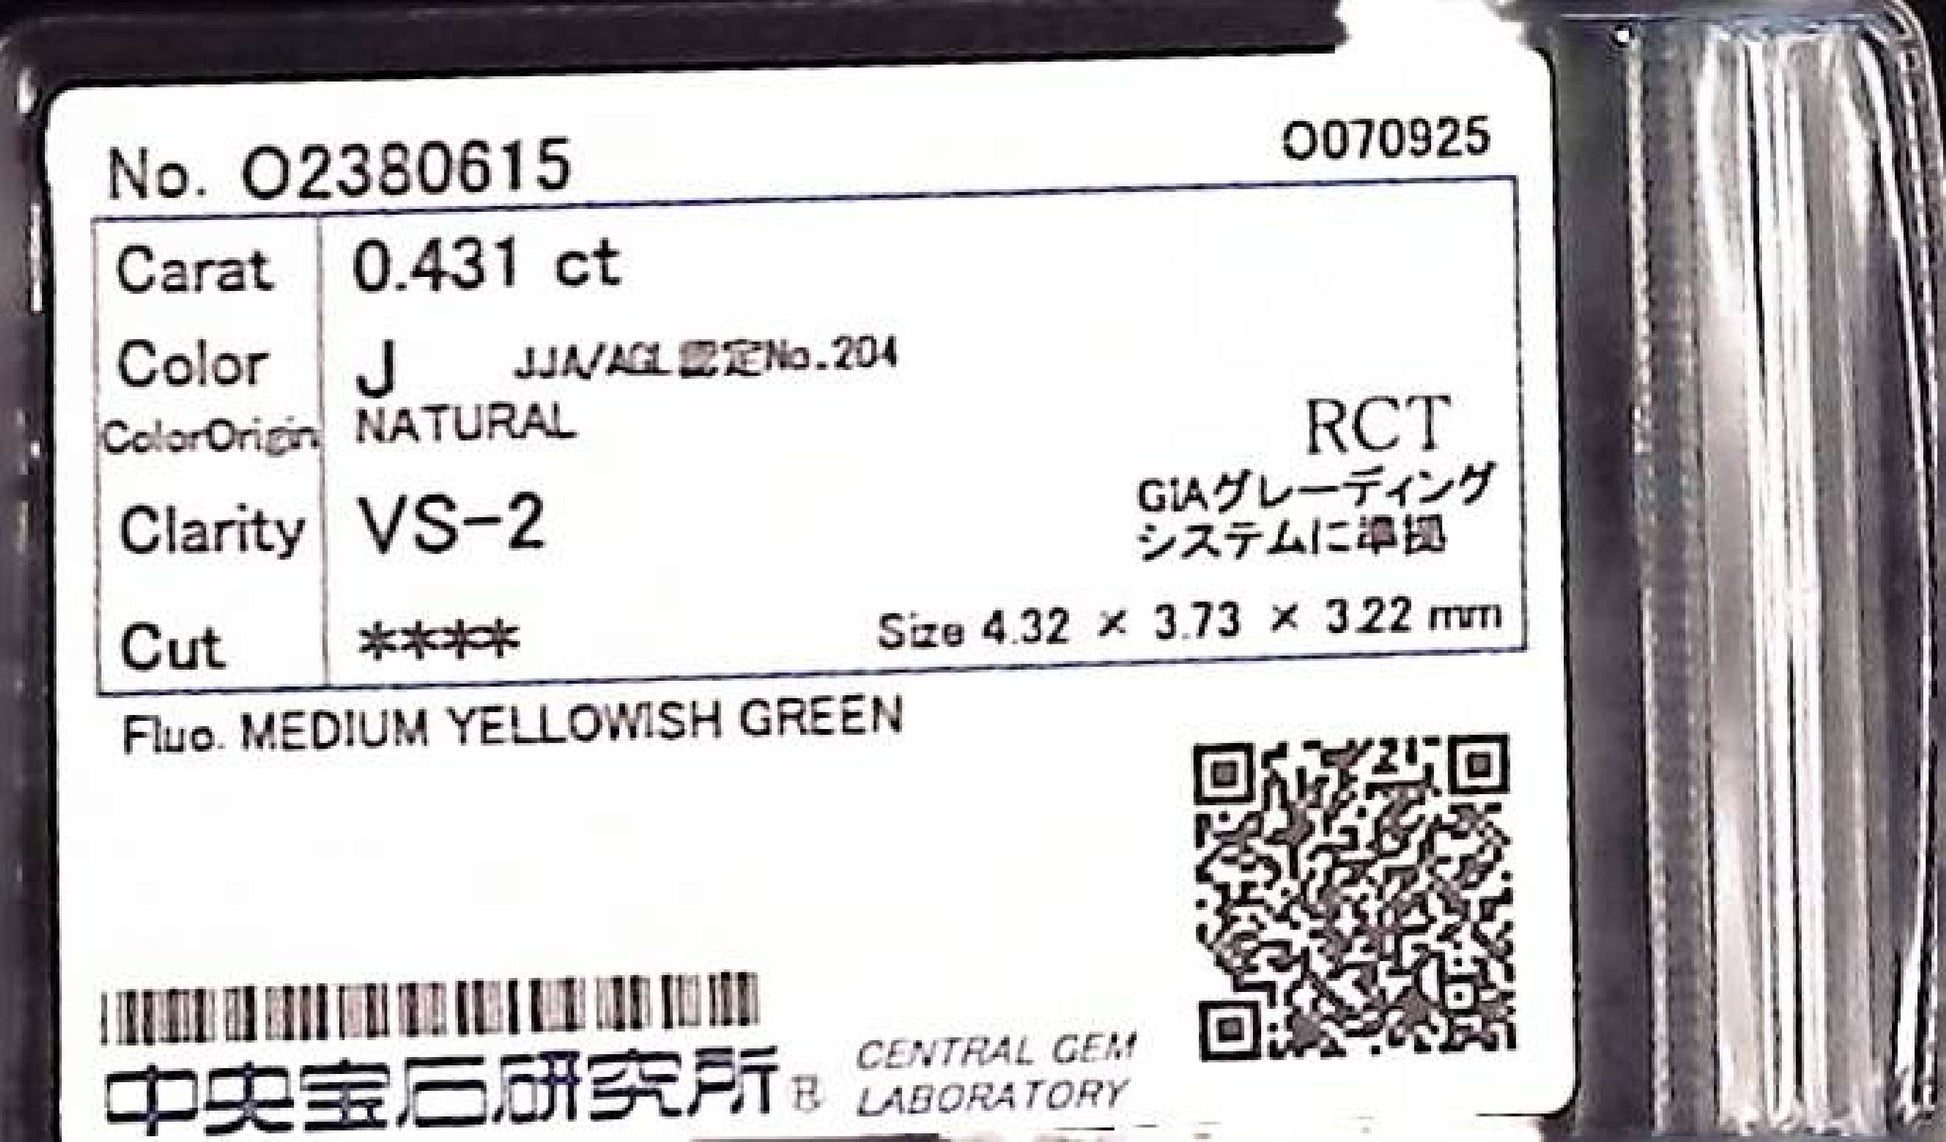 No. O2380615
O070925
Carat 0.431 ct
Color J JJA/AGL認定No.204
ColorOrigin NATURAL
RCT
Clarity VS-2
GIAグレーディング
システムに準拠
Cut ****
Size 4.32 × 3.73 × 3.22 mm
Fluo. MEDIUM YELLOWISH GREEN
中央宝石研究所 B
CENTRAL GEM
LABORATORY